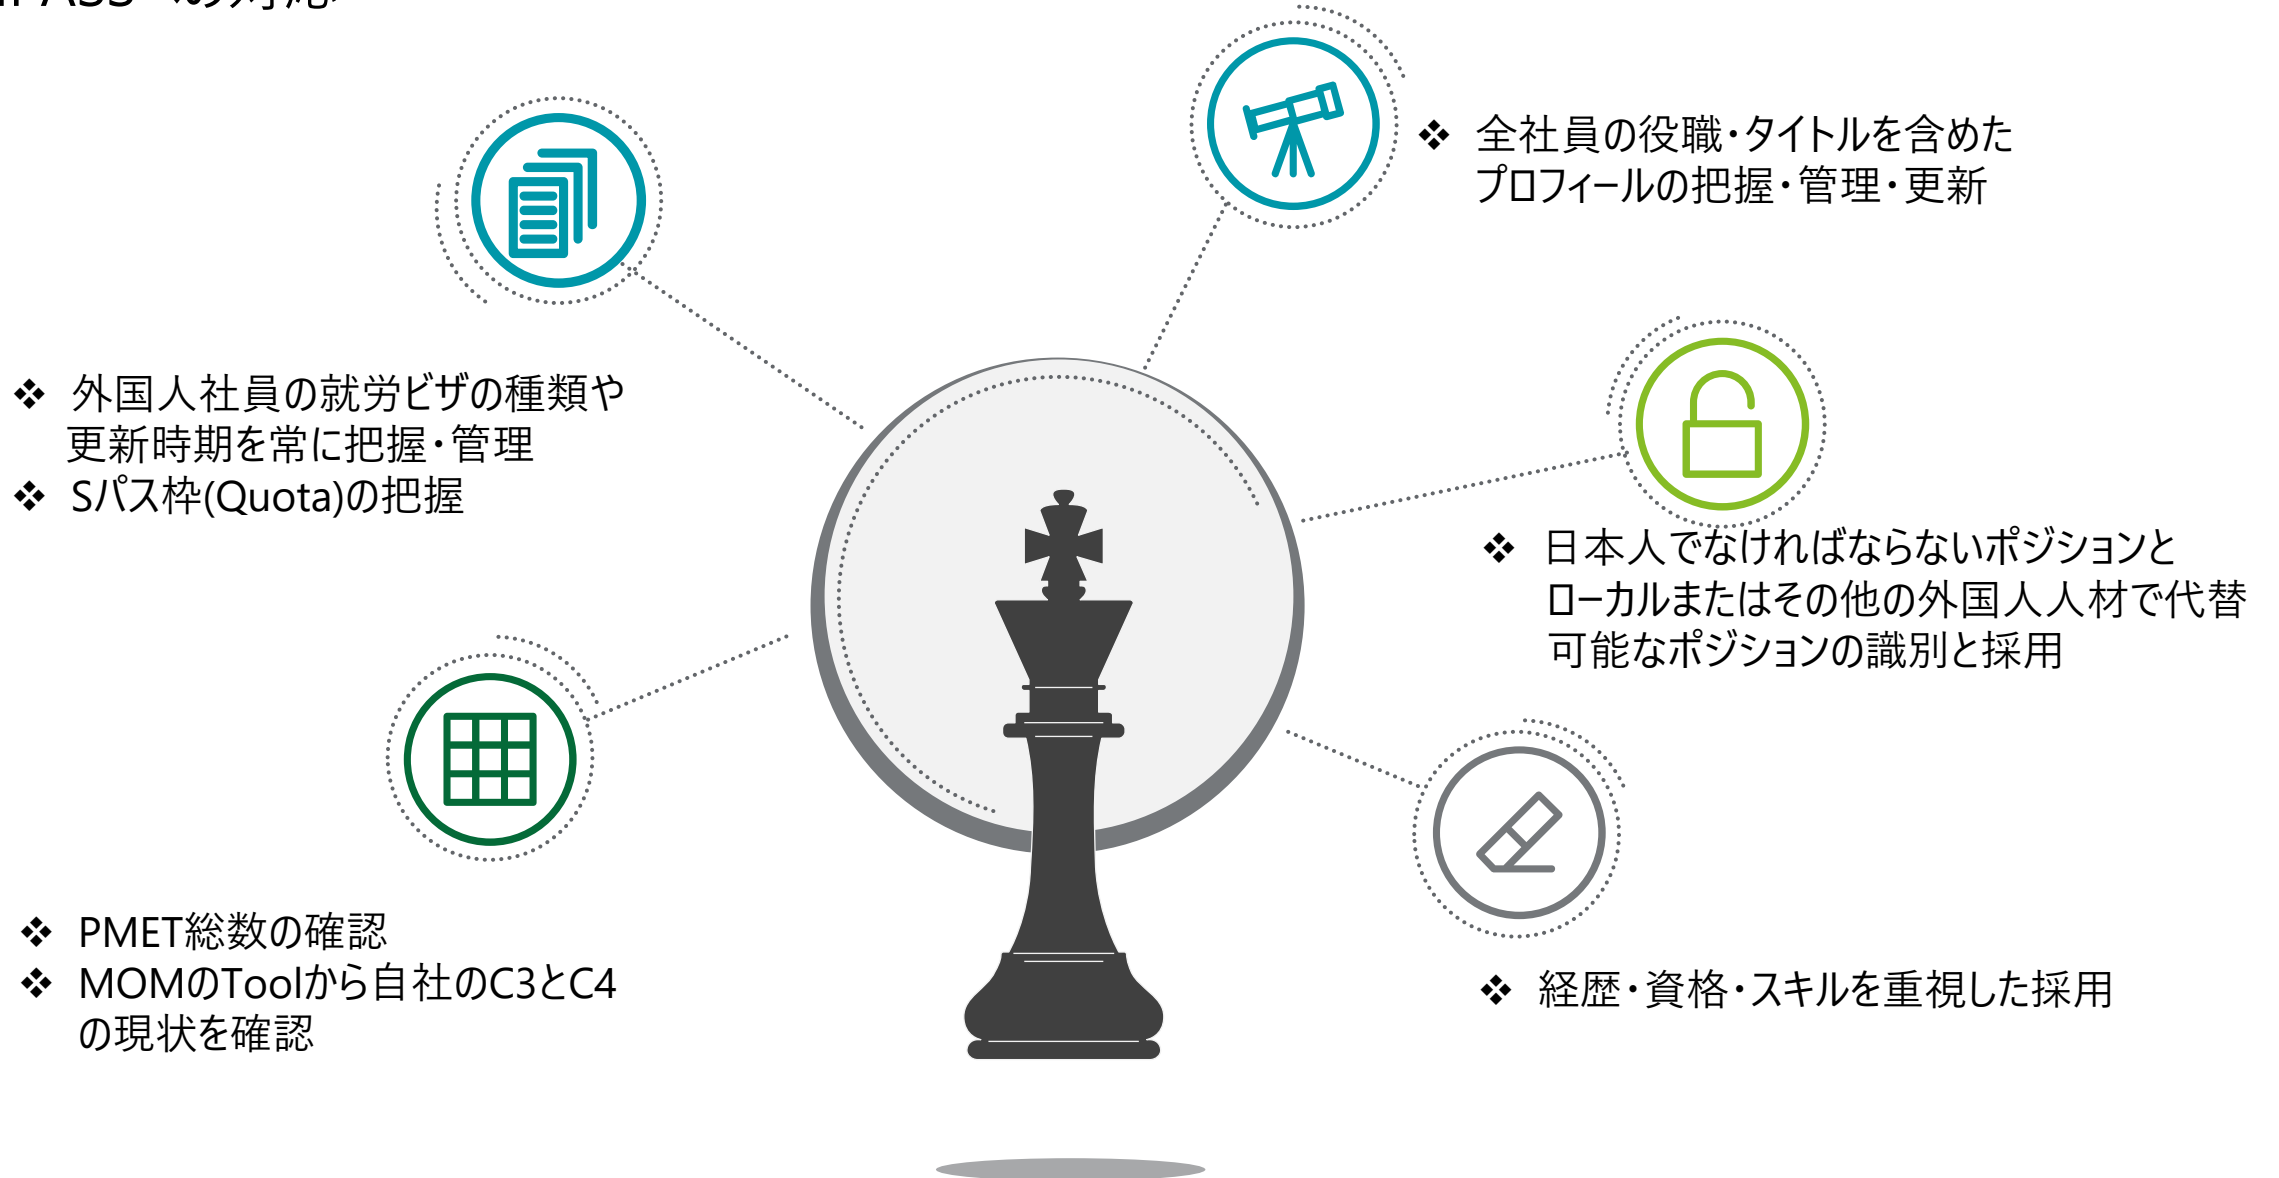 への対応
❖ 全社員の役職・タイトルを含めた
プロフィールの把握・管理・更新
❖ 外国人社員の就労ビザの種類や
更新時期を常に把握・管理
❖ Sパス枠(Quota)の把握
❖ 日本人でなければならないポジションと
ローカルまたはその他の外国人人材で代替
可能なポジションの識別と採用
❖ PMET総数の確認
❖ MOMのToolから自社のC3とC4
の現状を確認
❖ 経歴・資格・スキルを重視した採用